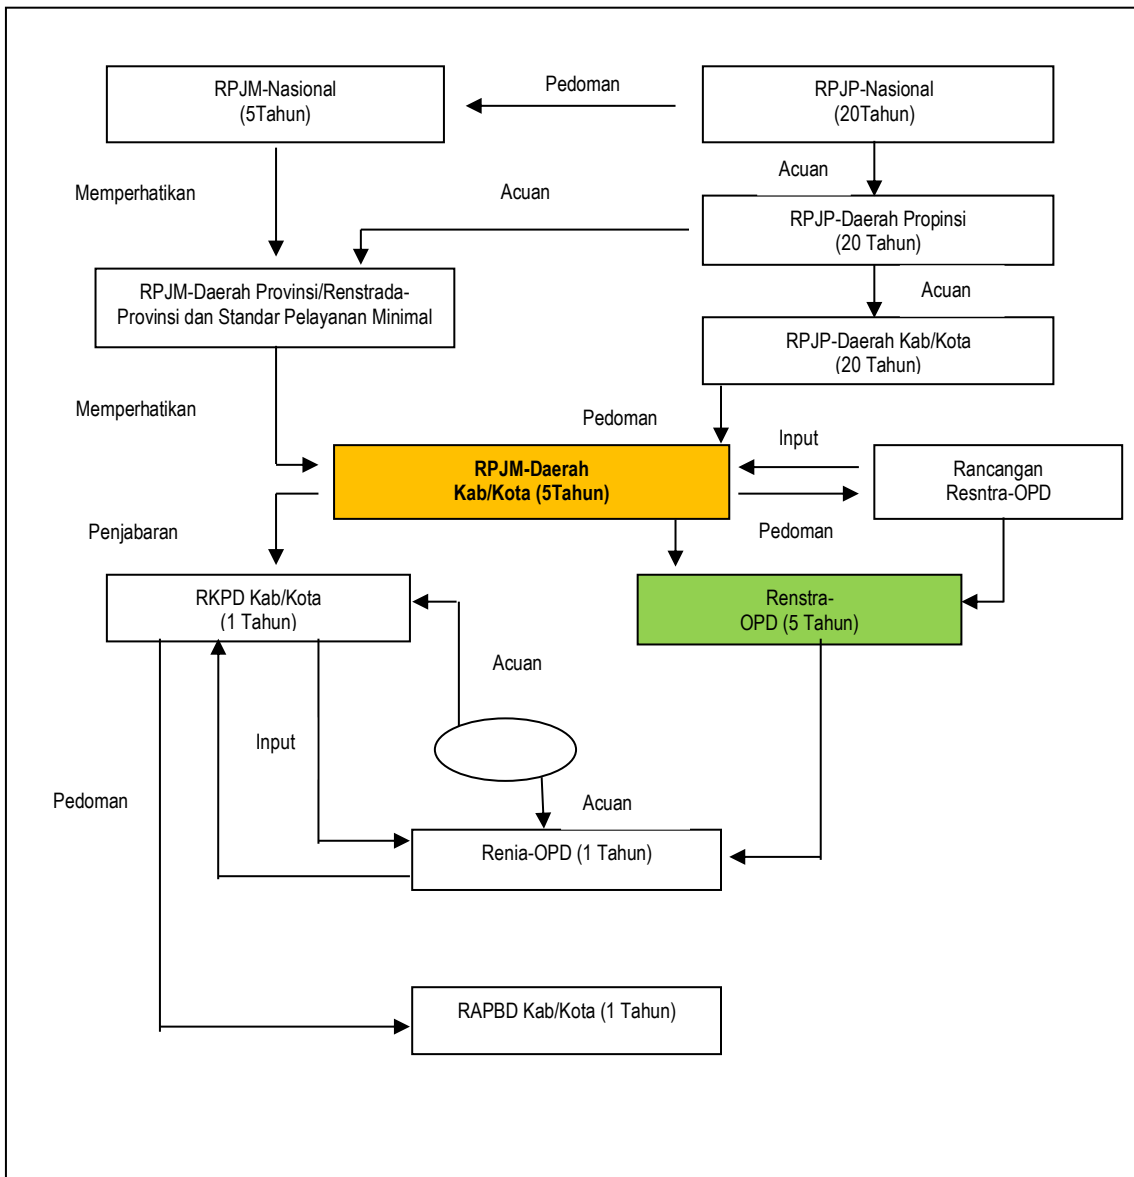 RPJM-Nasional
(5Tahun)
Pedoman
RPJP-Nasional
(20Tahun)
Memperhatikan
Acuan
Acuan
RPJP-Daerah Propinsi
(20 Tahun)
RPJM-Daerah Provinsi/Renstrada-
Provinsi dan Standar Pelayanan Minimal
Acuan
RPJP-Daerah Kab/Kota
(20 Tahun)
Memperhatikan
Pedoman
Input
RPJM-Daerah
Kab/Kota (5Tahun)
Rancangan
Resntra-OPD
Penjabaran
Pedoman
RKPD Kab/Kota
(1 Tahun)
Renstra-
OPD (5 Tahun)
Acuan
Input
Pedoman
Acuan
Renia-OPD (1 Tahun)
RAPBD Kab/Kota (1 Tahun)